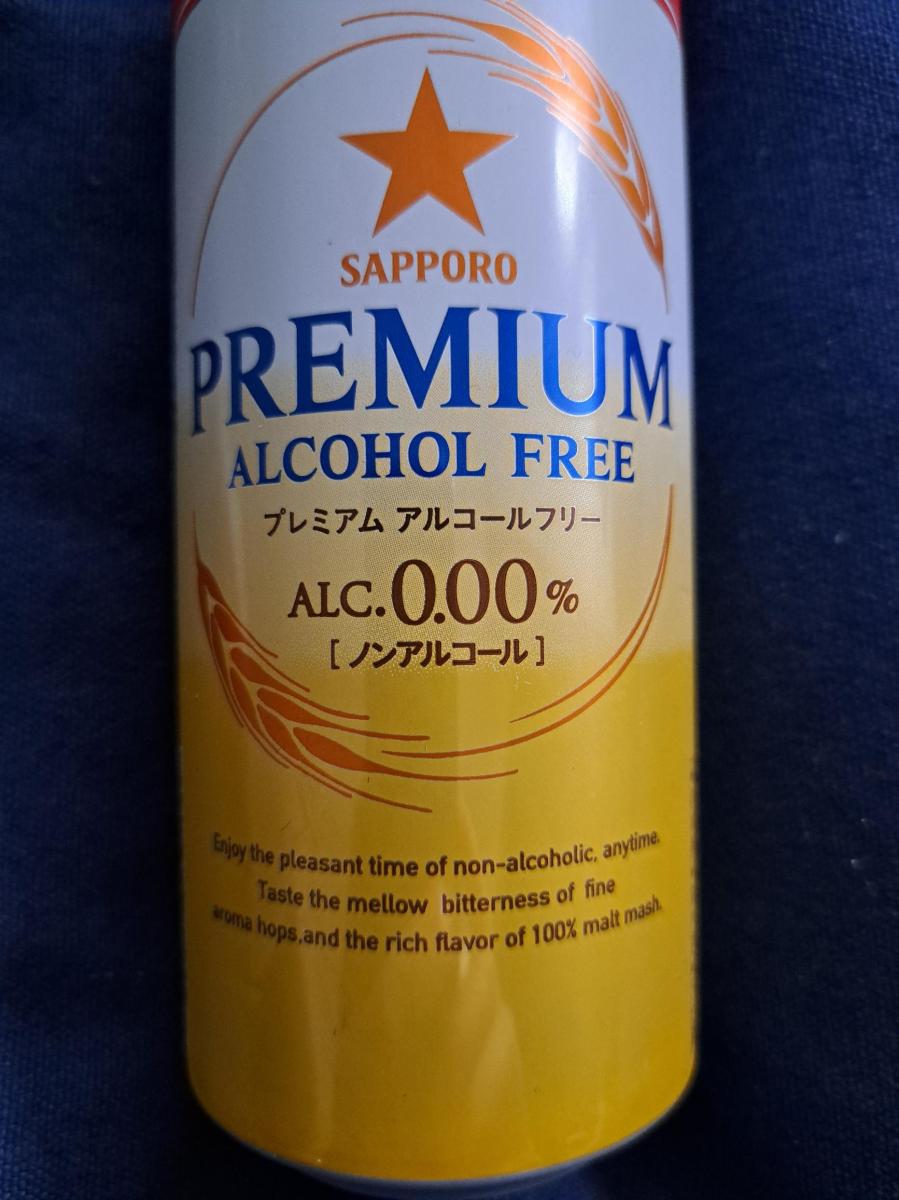 SAPPORO
PREMIUM
ALCOHOL FREE
プレミアム アルコールフリー
ALC.0.00%
[ノンアルコール]
Enjoy the pleasant time of non-alcoholic, anytime.
Taste the mellow bitterness of fine
aroma hops,and the rich flavor of 100% malt mash.